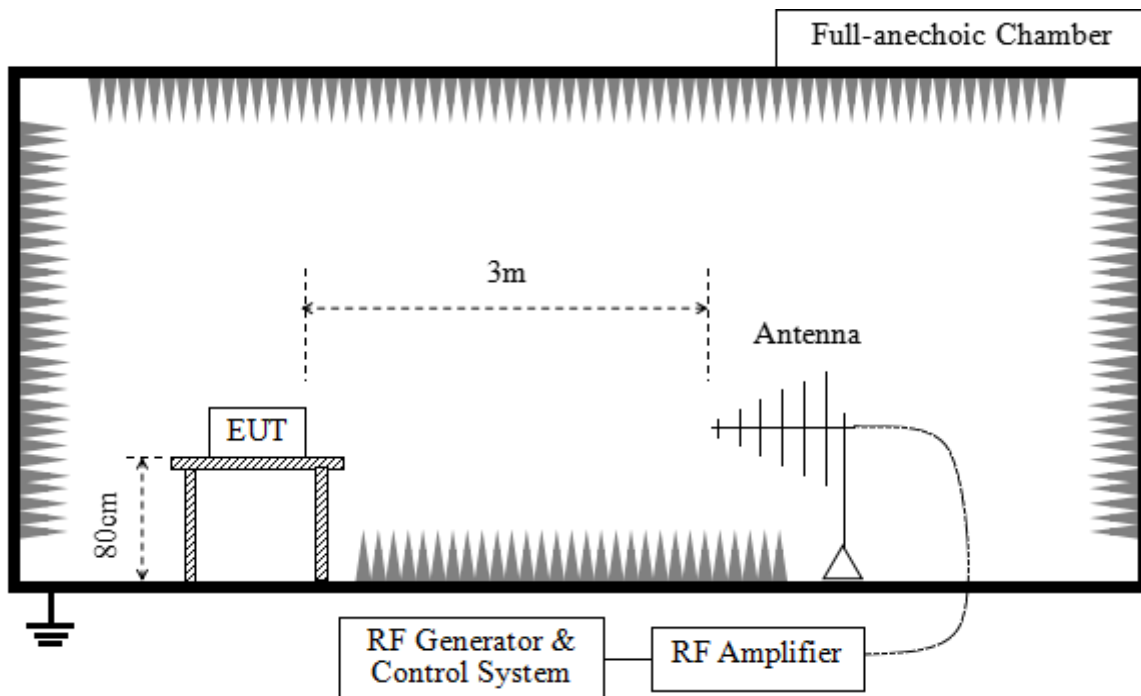 Full-anechoic Chamber
3m
Antenna
EUT
80cm
RF Generator &
Control System
RF Amplifier